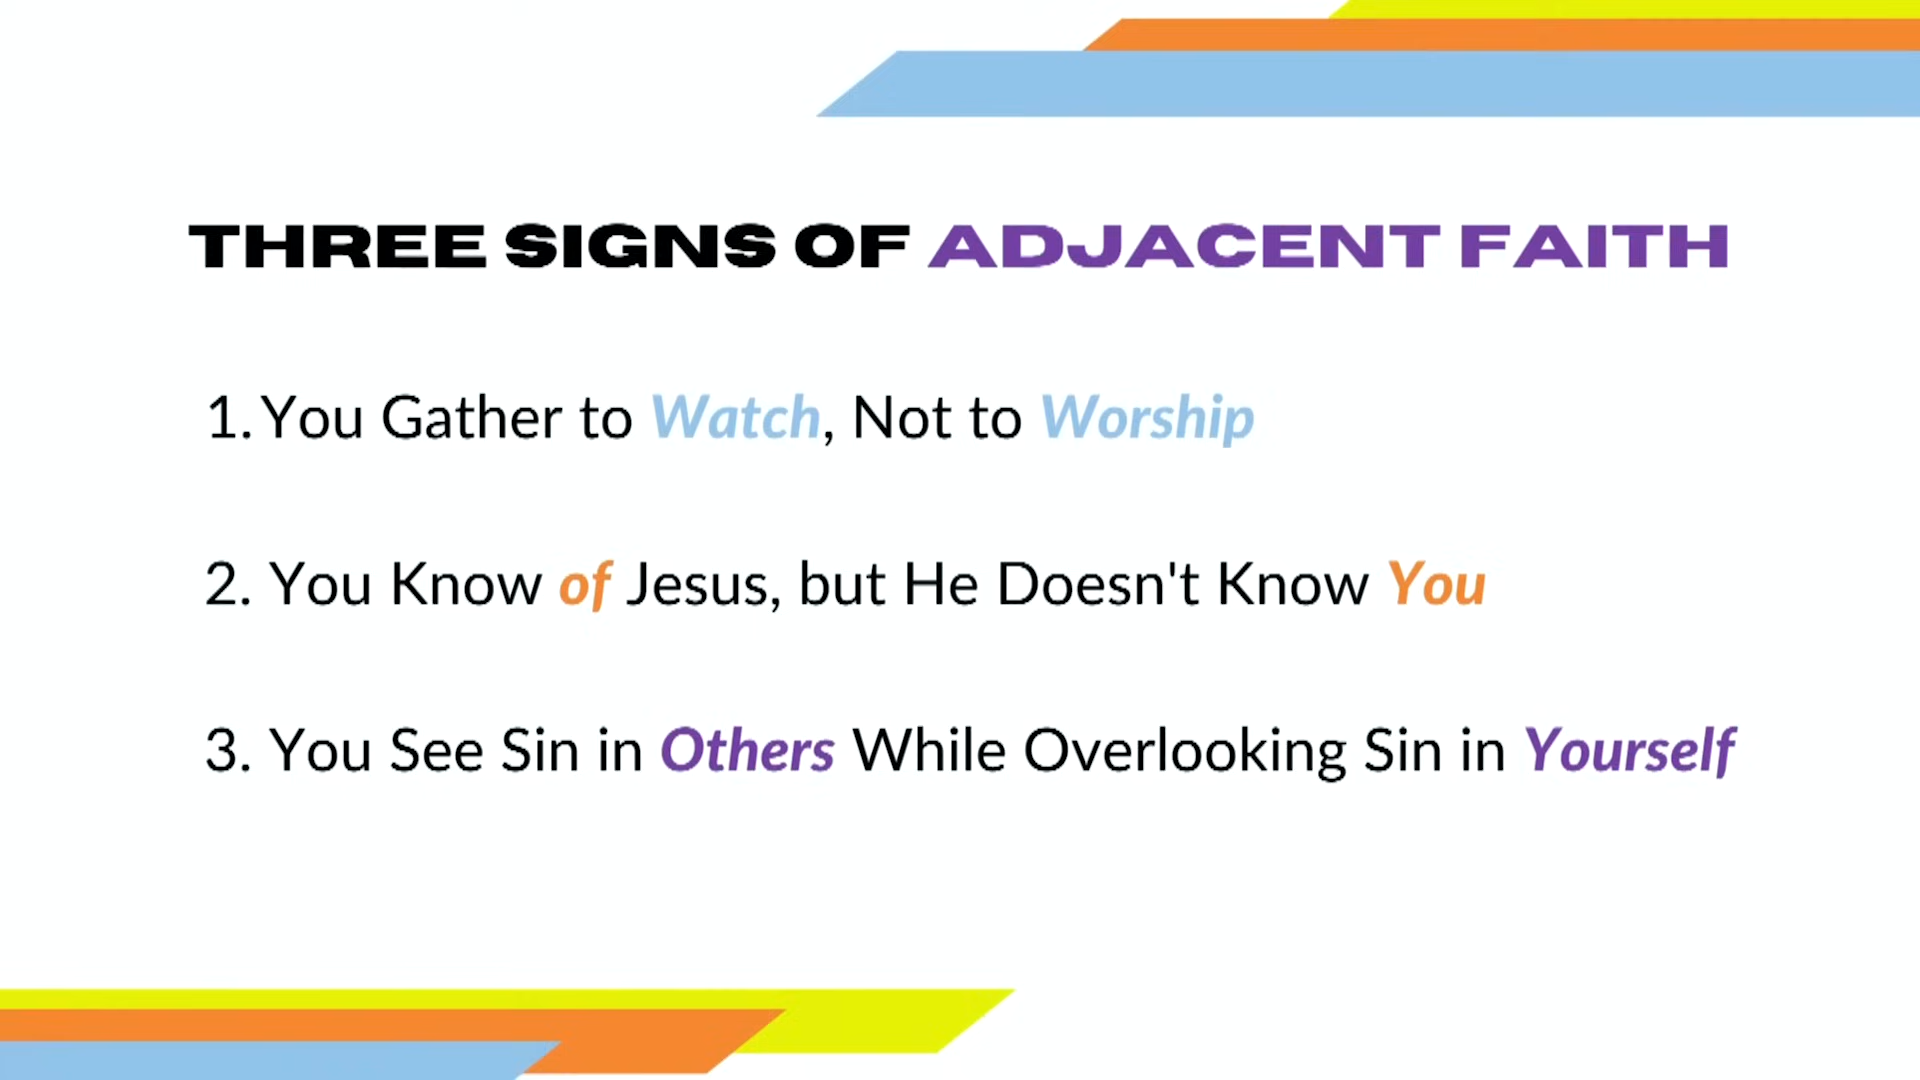 THREE SIGNS OF ADJACENT FAITH
1. You Gather to Watch, Not to Worship
2. You Know of Jesus, but He Doesn't Know You
3. You See Sin in Others While Overlooking Sin in Yourself